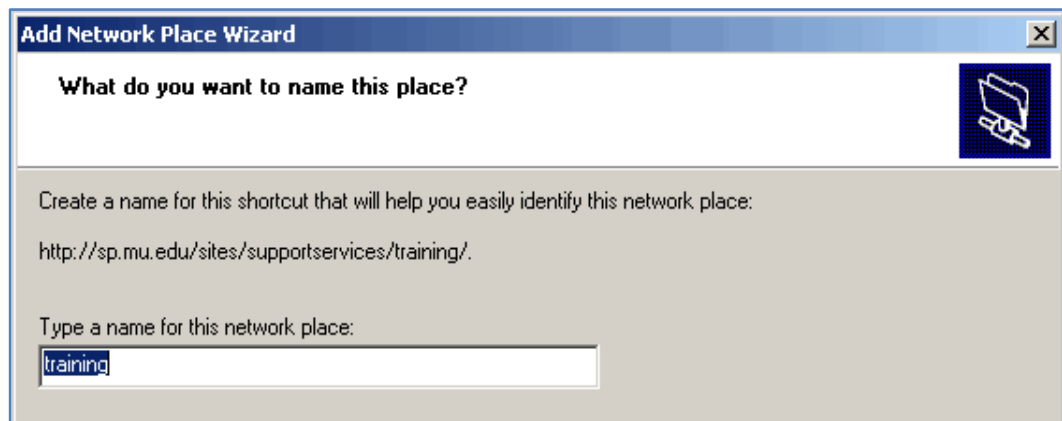 Add Network Place Wizard
What do you want to name this place?
Create a name for this shortcut that will help you easily identify this network place:
http://sp.mu.edu/sites/supportservices/training/.
Type a name for this network place:
training